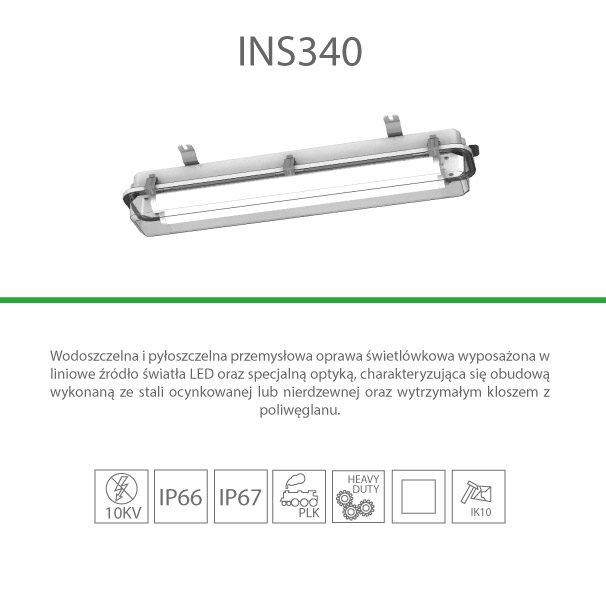 INS340
Wodoszczelna i pyłoszczelna przemysłowa oprawa świetlówkowa wyposażona w
liniowe źródło światła LED oraz specjalną optyką, charakteryzująca się obudową
wykonaną ze stali ocynkowanej lub nierdzewnej oraz wytrzymałym kloszem z
poliwęglanu.
10KV
IP66
IP67
PLK
HEAVY
DUTY
IK10